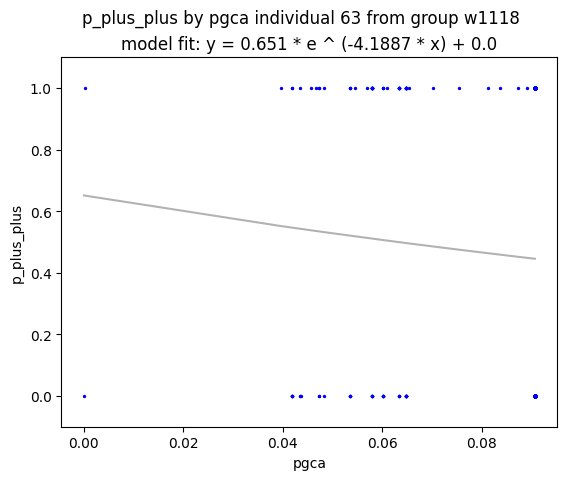 p_plus_plus by pgca individual 63 from group w1118
model fit: y = 0.651 * e ^ (-4.1887 * x) + 0.0
1.0
0.8
0.6
0.4
0.2
0.0
p_plus_plus
0.00 0.02 0.04 0.06 0.08
pgca